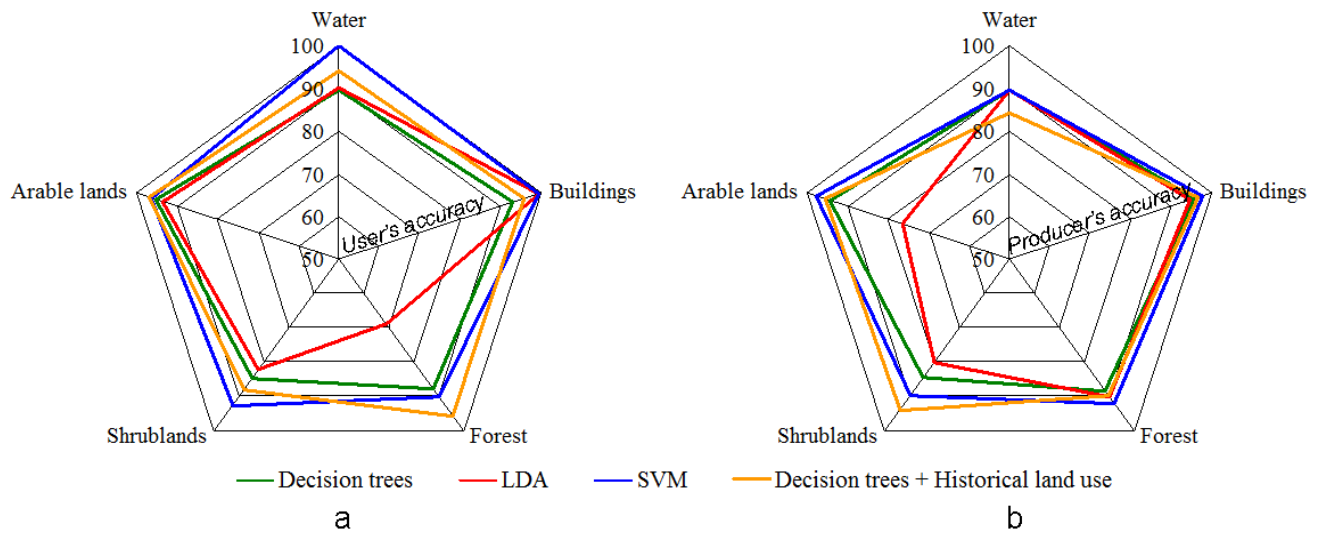 Water
100
90
80
70
60
50
Arable lands
Buildings
User's accuracy
Shrublands
Forest
Water
100
90
80
70
60
50
Arable lands
Buildings
Producer's accuracy
Shrublands
Forest
Decision trees
LDA
SVM
Decision trees + Historical land use
a
b